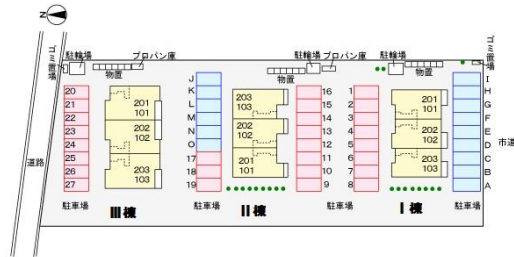 N
ゴミ置場
駐輪場
物置
プロパン庫
物置
駐輪場
プロパン庫
駐輪場
物置
ゴミ置場
20
21
22
23
24
25
26
27
駐車場
201
101
202
102
203
103
III棟
J
K
L
M
N
O
17
18
19
駐車場
203
103
202
102
201
101
II棟
16
15
14
13
12
11
10
9
1
2
3
4
5
6
7
8
駐車場
201
101
202
102
203
103
I棟
I
H
G
F
E
D
C
B
A
駐車場
市道
道路